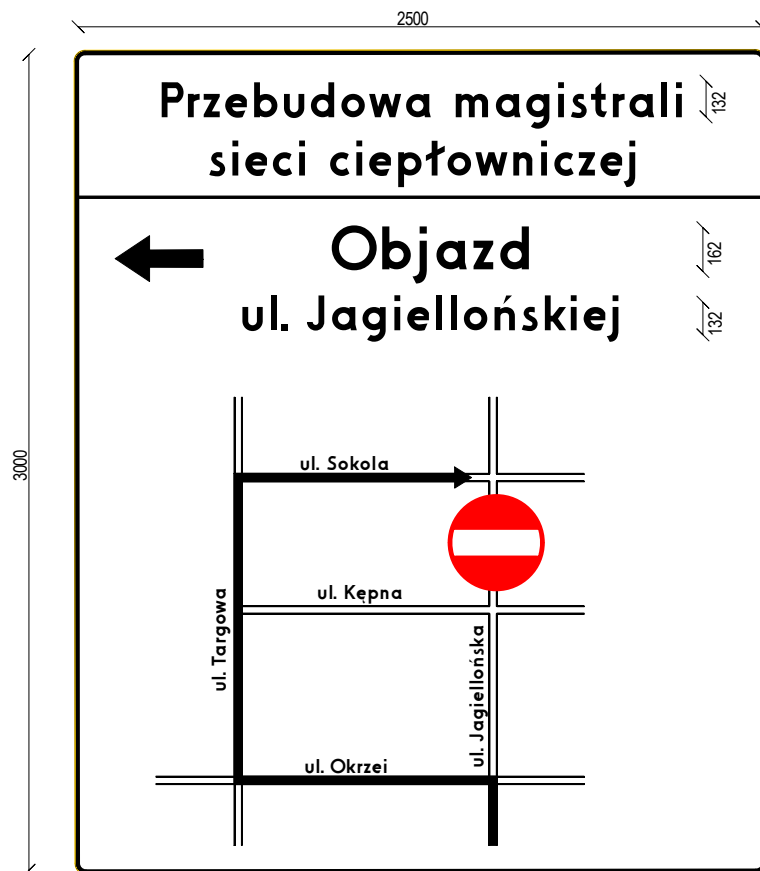 2500
Przebudowa magistrali
132
sieci ciepłowniczej
Objazd
162
ul. Jagiellońskiej
132
3000
ul. Sokola
ul. Kępna
ul. Targowa
ul. Jagiellońska
ul. Okrzei